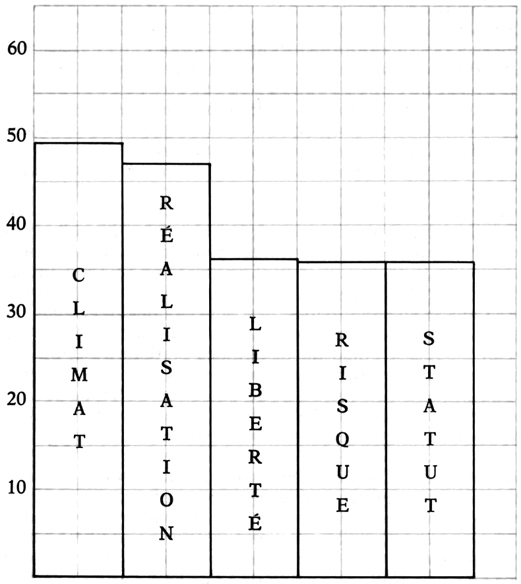 60
50
40
30
20
10
CLIMAT
RÉALISATION
LIBERTÉ
RISQUE
STATUT